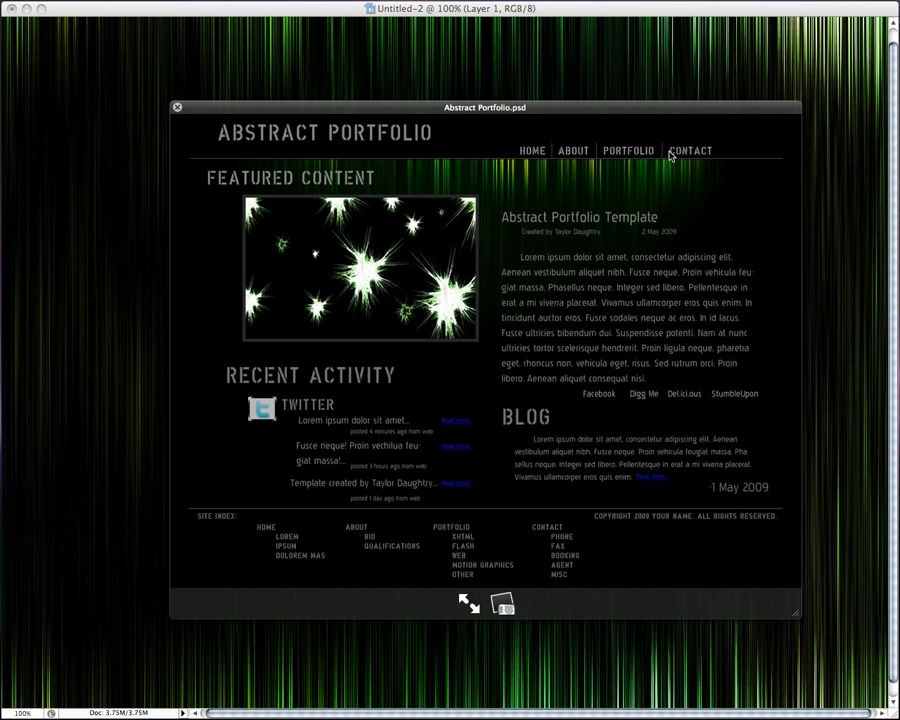 Untitled-2 @ 100% (Layer 1, RGB/8)
Abstract Portfolio.psd
ABSTRACT PORTFOLIO
HOME ABOUT PORTFOLIO CONTACT
FEATURED CONTENT
Abstract Portfolio Template
Created by Taylor Daughtry 2 May 2009
Lorem ipsum dolor sit amet, consectetur adipiscing elit.
Aenean vestibulum aliquet nibh. Fusce neque. Proin vehicula feu-
giat massa. Phasellus neque. Integer sed libero. Pellentesque in
erat a mi viverra placerat. Vivamus ullamcorper eros quis enim. In
tincidunt auctor eros. Fusce sodales neque ac eros. In id lacus.
Fusce ultricies bibendum dui. Suspendisse potenti. Nam at nunc
ultricies tortor scelerisque hendrerit. Proin ligula neque, pharetra
eget, rhoncus non, vehicula eget, risus. Sed rutrum orci. Proin
libero. Aenean aliquet consequat nisi.
Facebook Digg Me Del.icio.us StumbleUpon
RECENT ACTIVITY
TWITTER
Lorem ipsum dolor sit amet... Read more...
posted 4 minutes ago from web
Fusce neque! Proin vechilua feu- Read more...
giat massa!...
posted 3 hours ago from web
Template created by Taylor Daughtry... Read more...
posted 1 day ago from web
BLOG
Lorem ipsum dolor sit amet, consectetur adipiscing elit. Aenean
vestibulum aliquet nibh. Fusce neque. Proin vehicula feugiat massa. Pha
sellus neque. Integer sed libero. Pellentesque in erat a mi viverra placerat.
Vivamus ullamcorper eros quis enim. Read more...
-1 May 2009
SITE INDEX: COPYRIGHT 2009 YOUR NAME. ALL RIGHTS RESERVED.
HOME ABOUT PORTFOLIO CONTACT
LOREM BIO XHTML PHONE
IPSUM QUALIFICATIONS FLASH FAX
DOLOREM MAS WEB BOOKING
MOTION GRAPHICS AGENT
OTHER MISC
100% Doc: 3.75M/3.75M